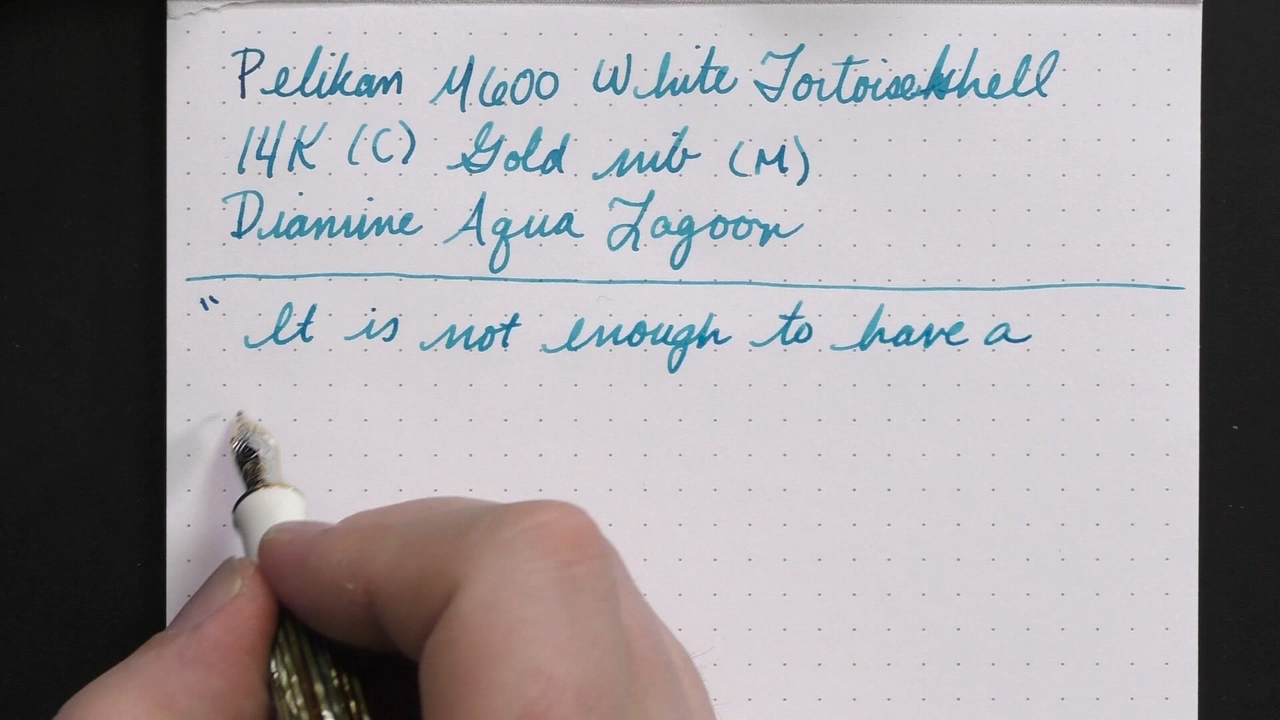 Pelikan M600 White Tortoiseshell
14K (C) Gold nib (M)
Diamine Aqua Lagoon
" It is not enough to have a